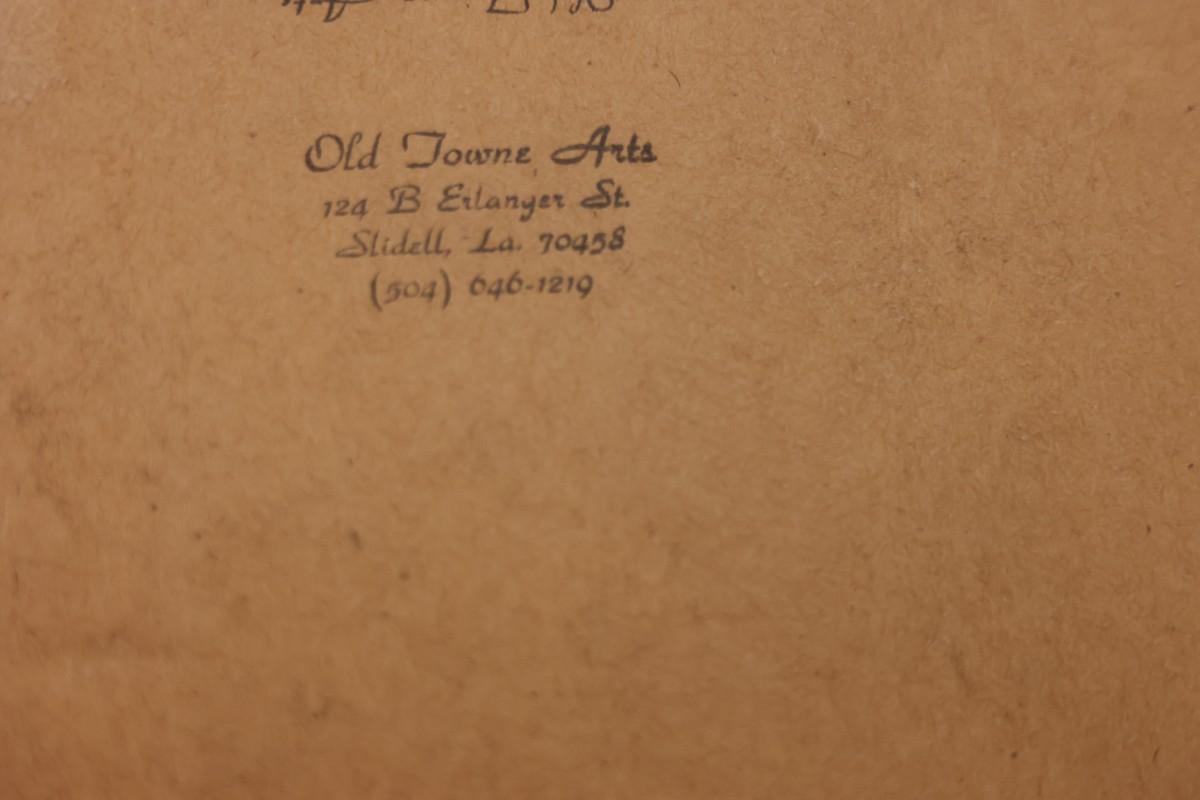 Old Towne Arts
124 B Erlanger St.
Slidell, La. 70458
(504) 646-1219